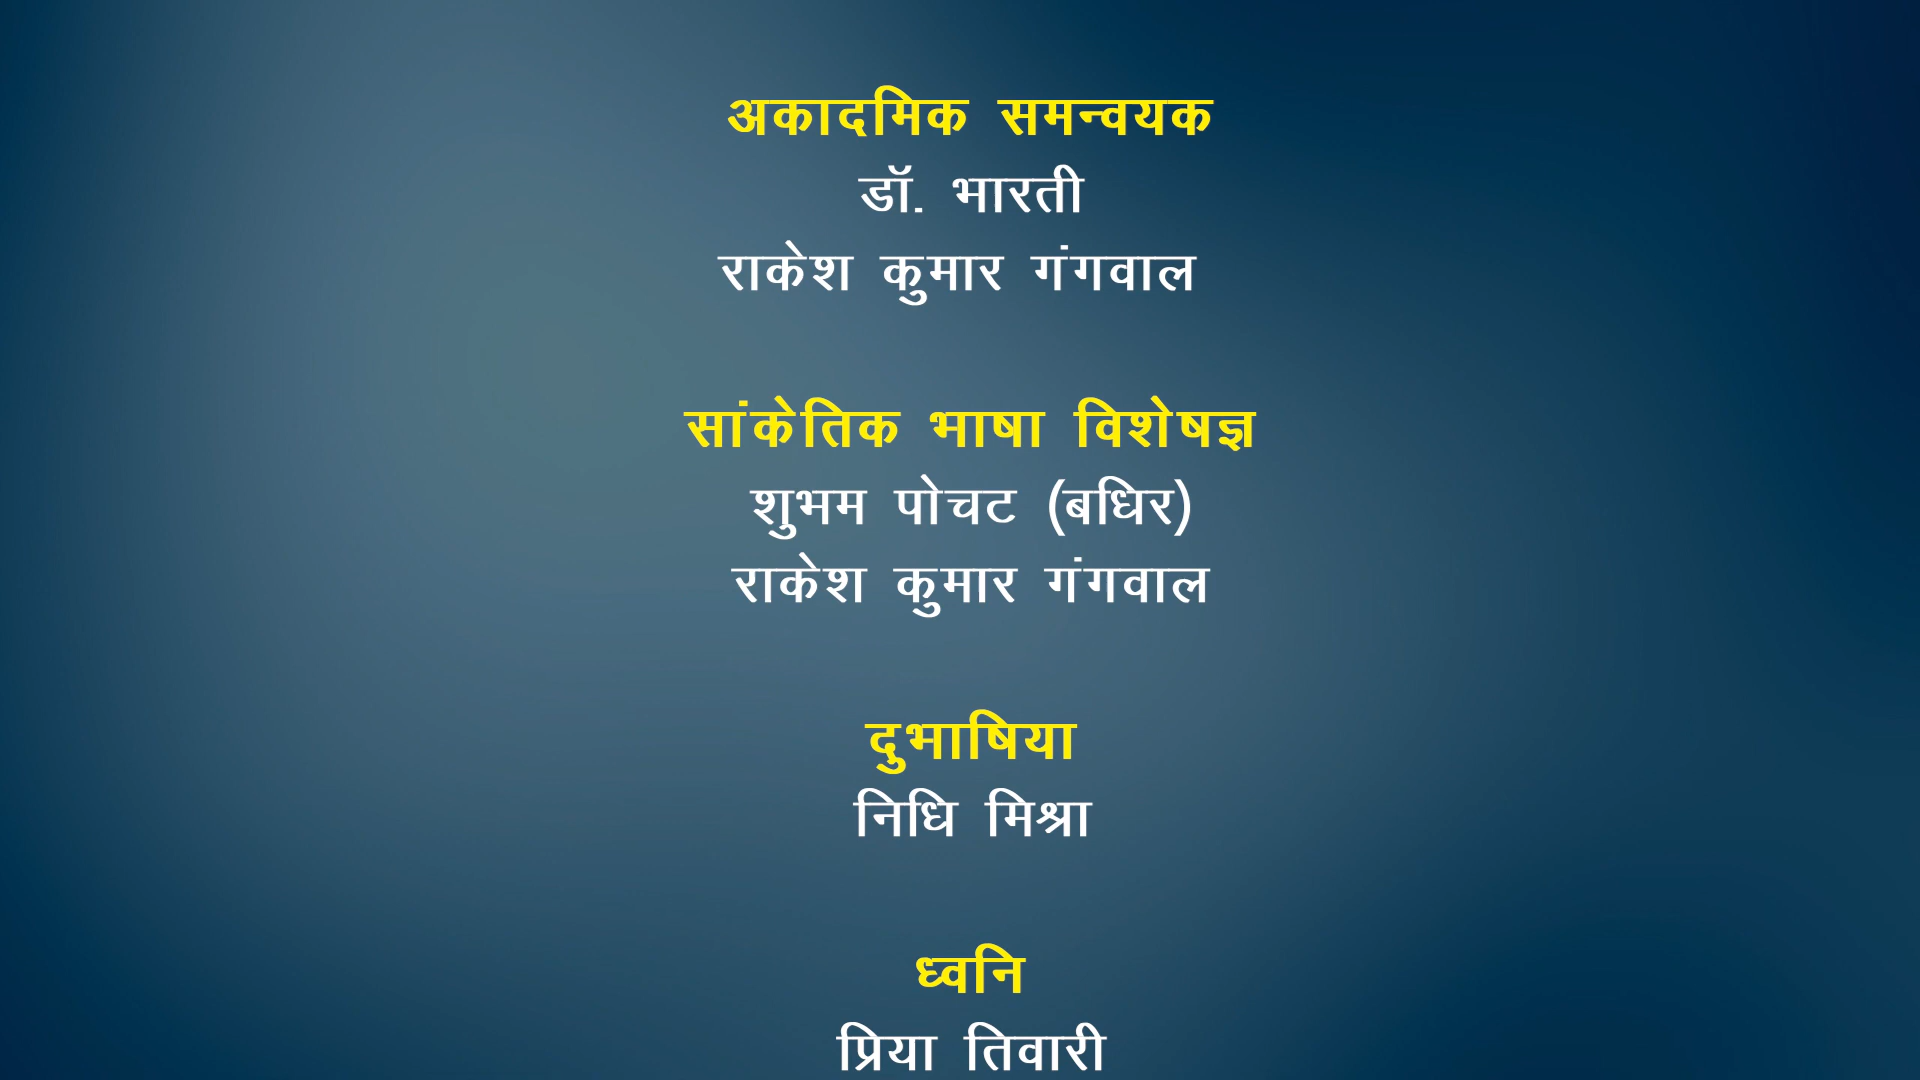 अकादमिक समन्वयक
डॉ. भारती
राकेश कुमार गंगवाल
सांकेतिक भाषा विशेषज्ञ
शुभम पोचट (बधिर)
राकेश कुमार गंगवाल
दुभाषिया
निधि मिश्रा
ध्वनि
प्रिया तिवारी